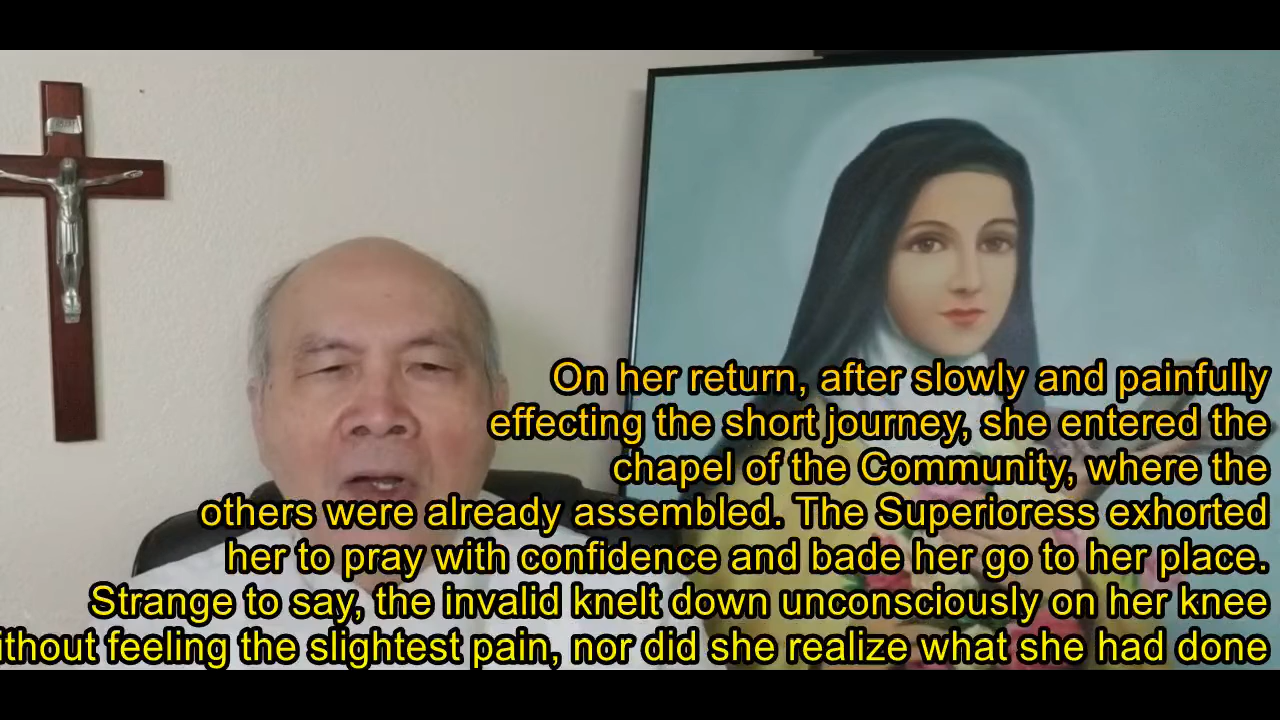 On her return, after slowly and painfully
effecting the short journey, she entered the
chapel of the Community, where the
others were already assembled. The Superioress exhorted
her to pray with confidence and bade her go to her place.
Strange to say, the invalid knelt down unconsciously on her knee
feeling the slightest pain, nor did she realize what she had done